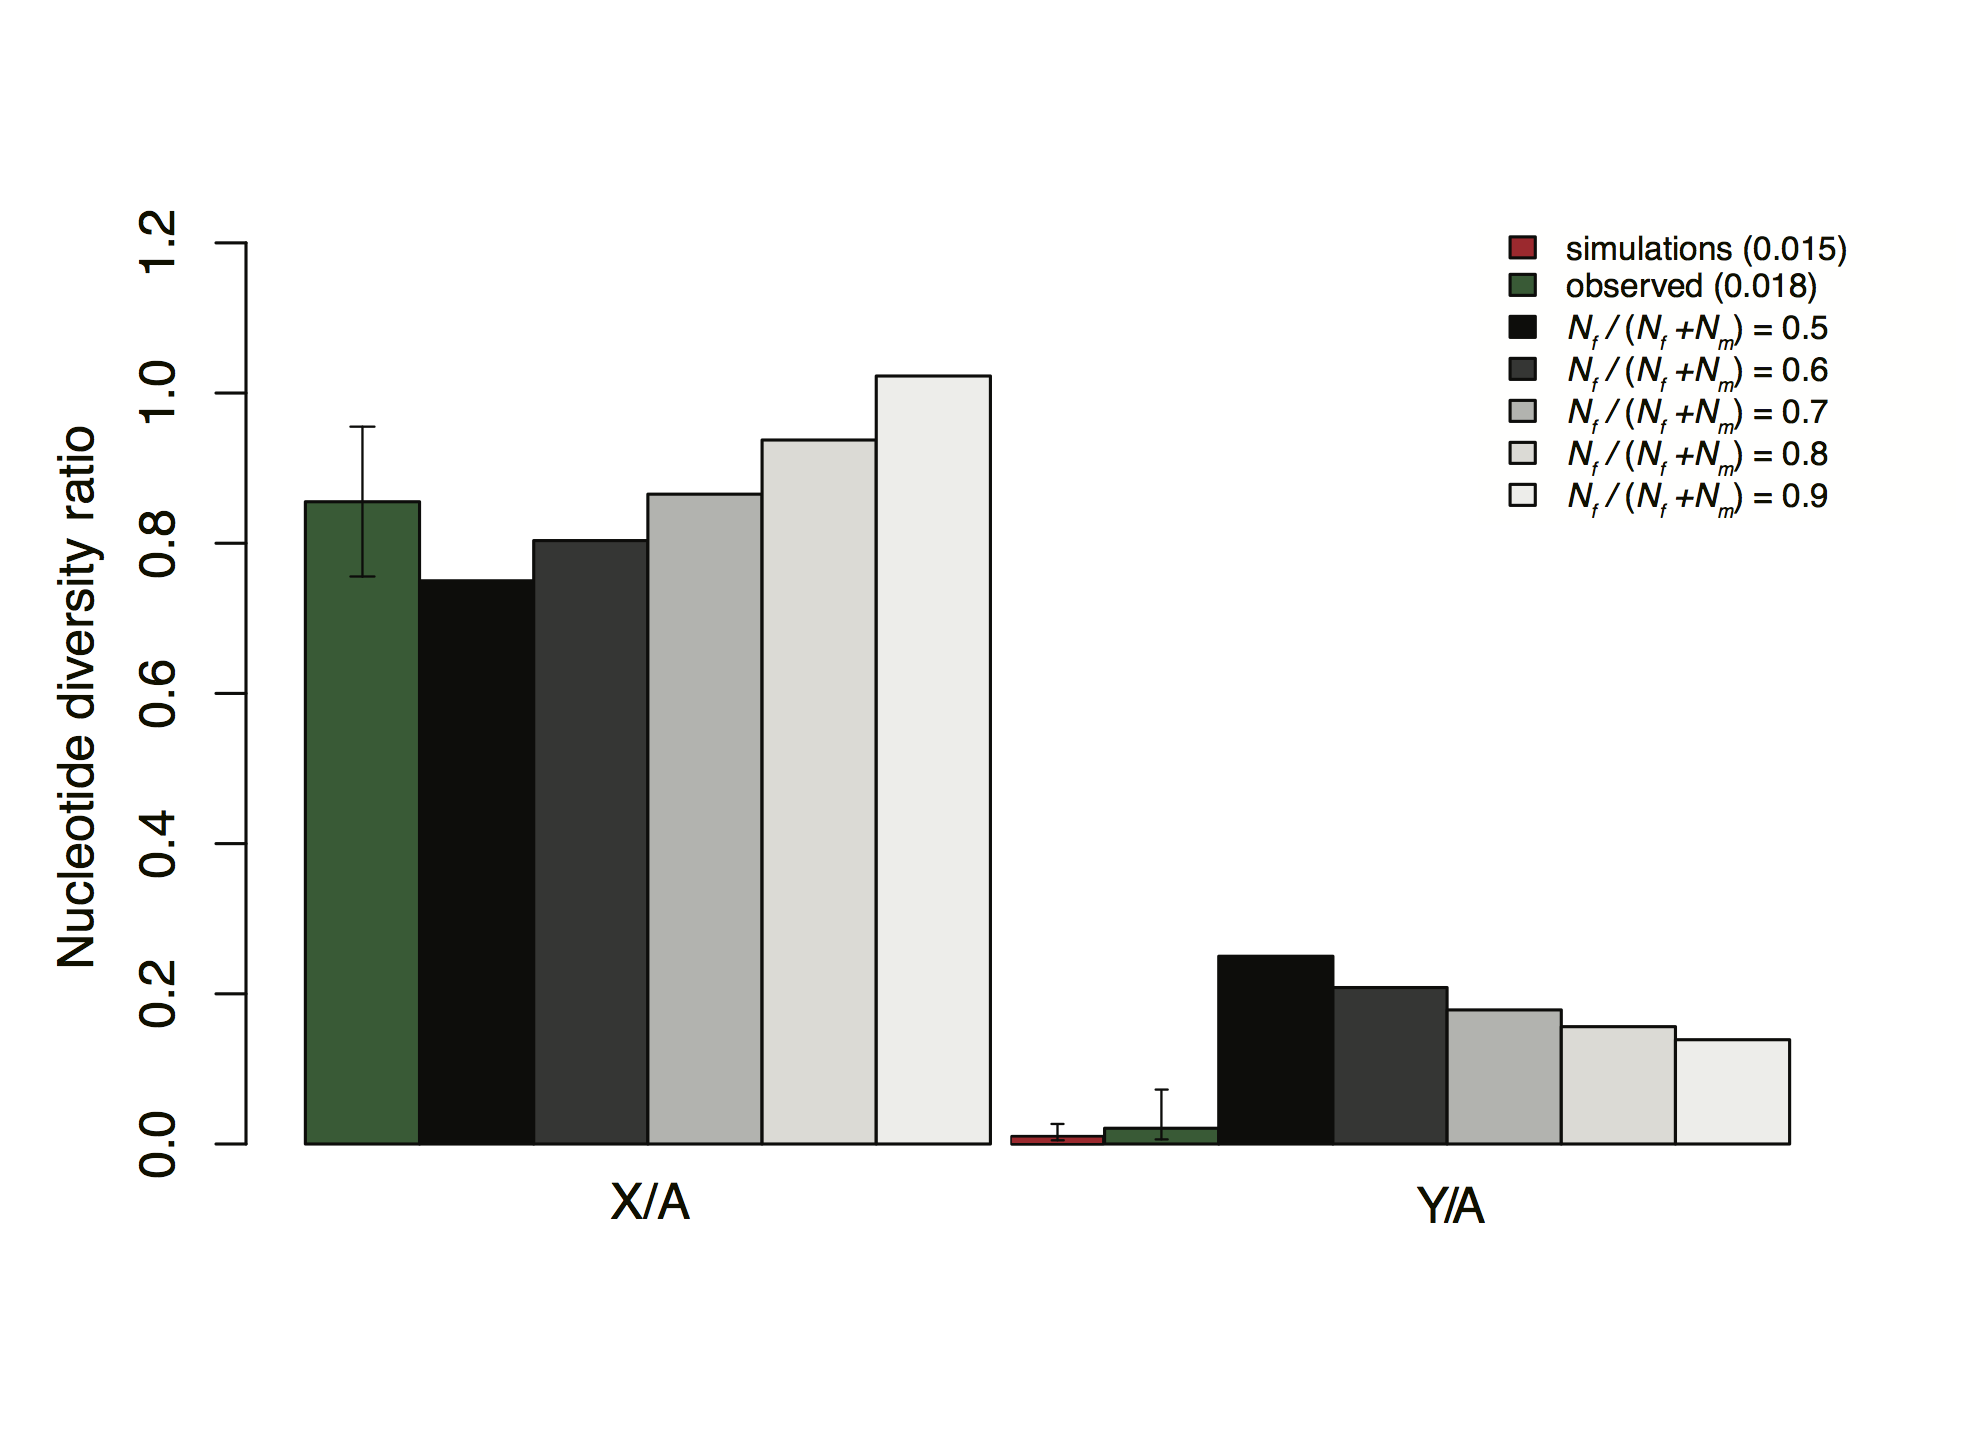 Nucleotide diversity ratio
1.2
1.0
0.8
0.6
0.4
0.2
0.0
X/A
Y/A
simulations (0.015)
observed (0.018)
Nf / (Nf +Nm) = 0.5
Nf / (Nf +Nm) = 0.6
Nf / (Nf +Nm) = 0.7
Nf / (Nf +Nm) = 0.8
Nf / (Nf +Nm) = 0.9